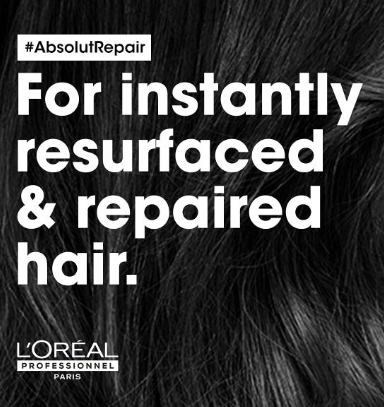 #AbsolutRepair
For instantly
resurfaced
& repaired
hair.
L'ORÉAL
PROFESSIONNEL
PARIS